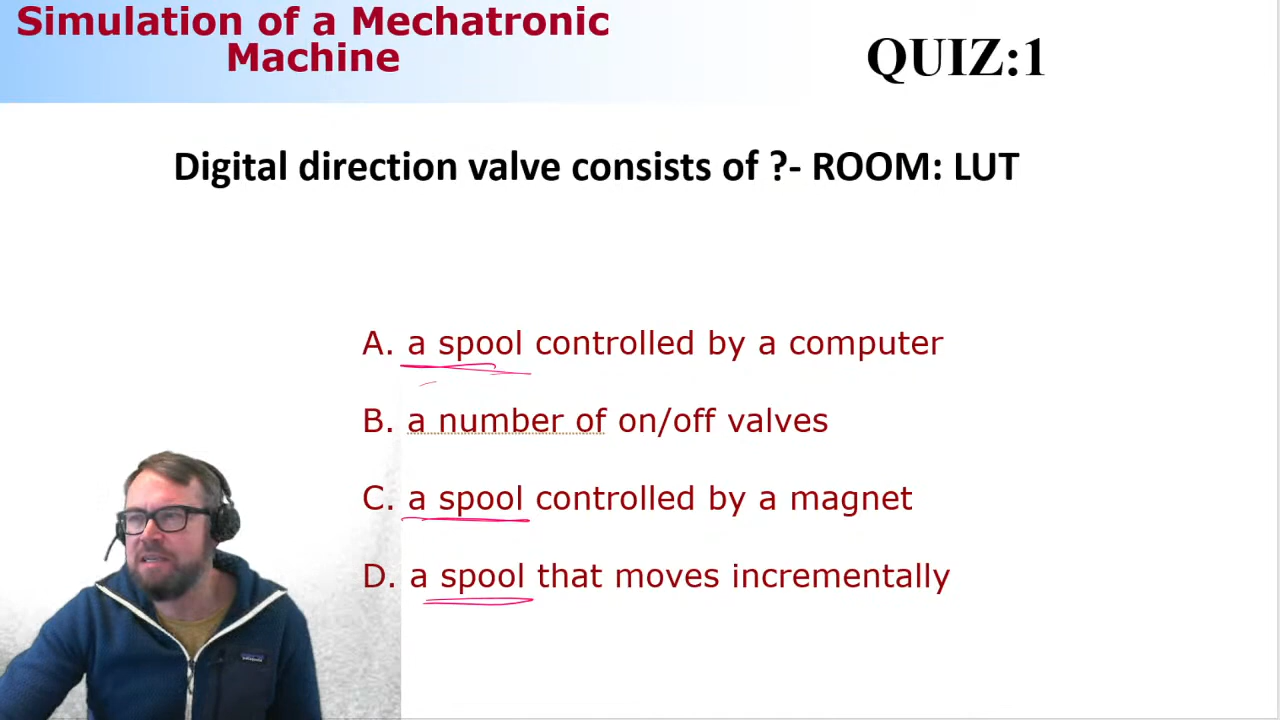 Simulation of a Mechatronic
Machine
QUIZ:1
Digital direction valve consists of ?- ROOM: LUT
A. a spool controlled by a computer
B. a number of on/off valves
C. a spool controlled by a magnet
D. a spool that moves incrementally